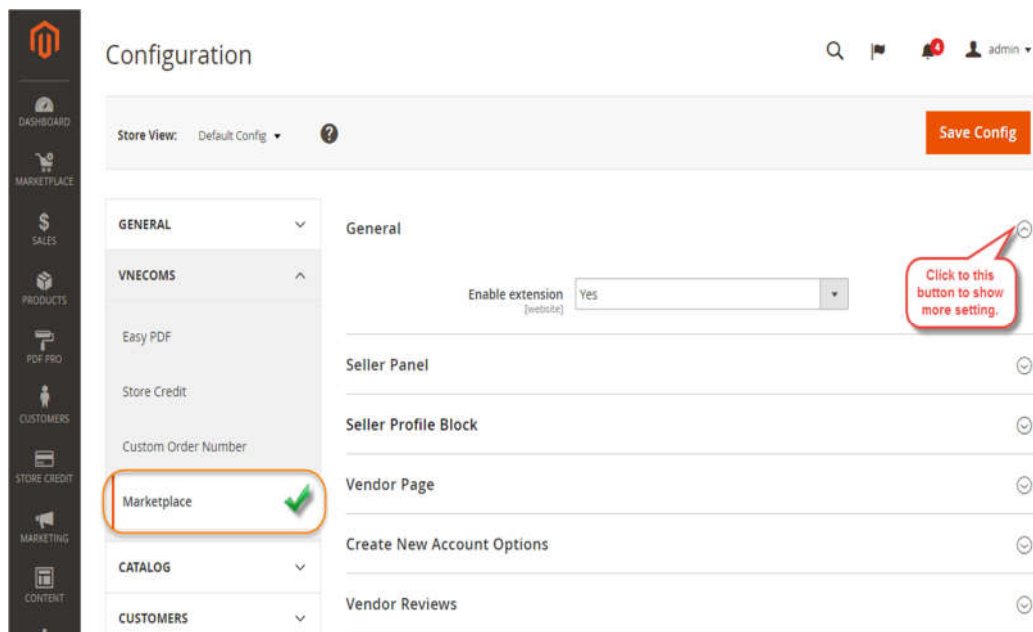 Configuration
4
admin
DASHBOARD
MARKETPLACE
SALES
PRODUCTS
PDF PRO
CUSTOMERS
STORE CREDIT
MARKETING
CONTENT
Store View: Default Config
?
Save Config
GENERAL
VNECOMS
Easy PDF
Store Credit
Custom Order Number
Marketplace
CATALOG
CUSTOMERS
General
Enable extension Yes
[website]
Click to this
button to show
more setting.
Seller Panel
Seller Profile Block
Vendor Page
Create New Account Options
Vendor Reviews